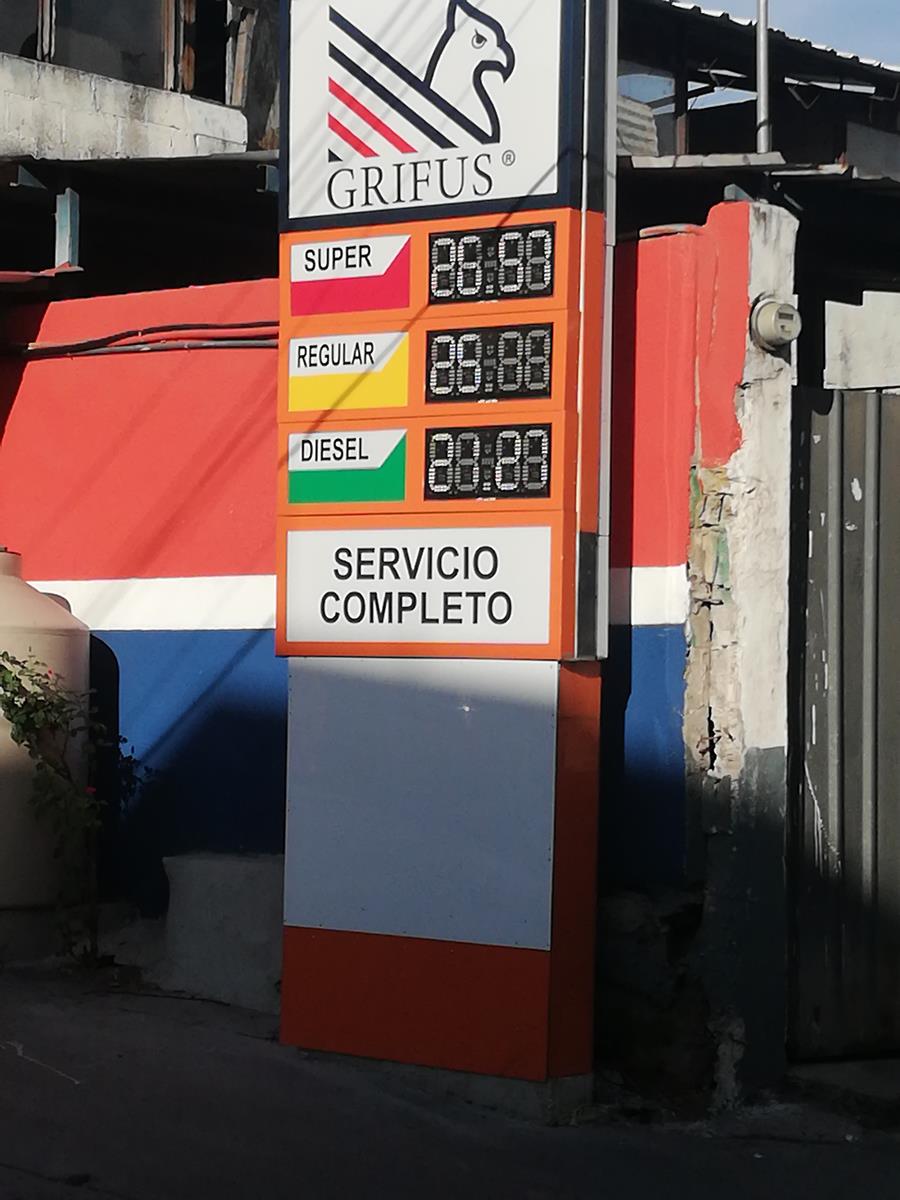 GRIFUS®
SUPER
REGULAR
DIESEL
SERVICIO
COMPLETO